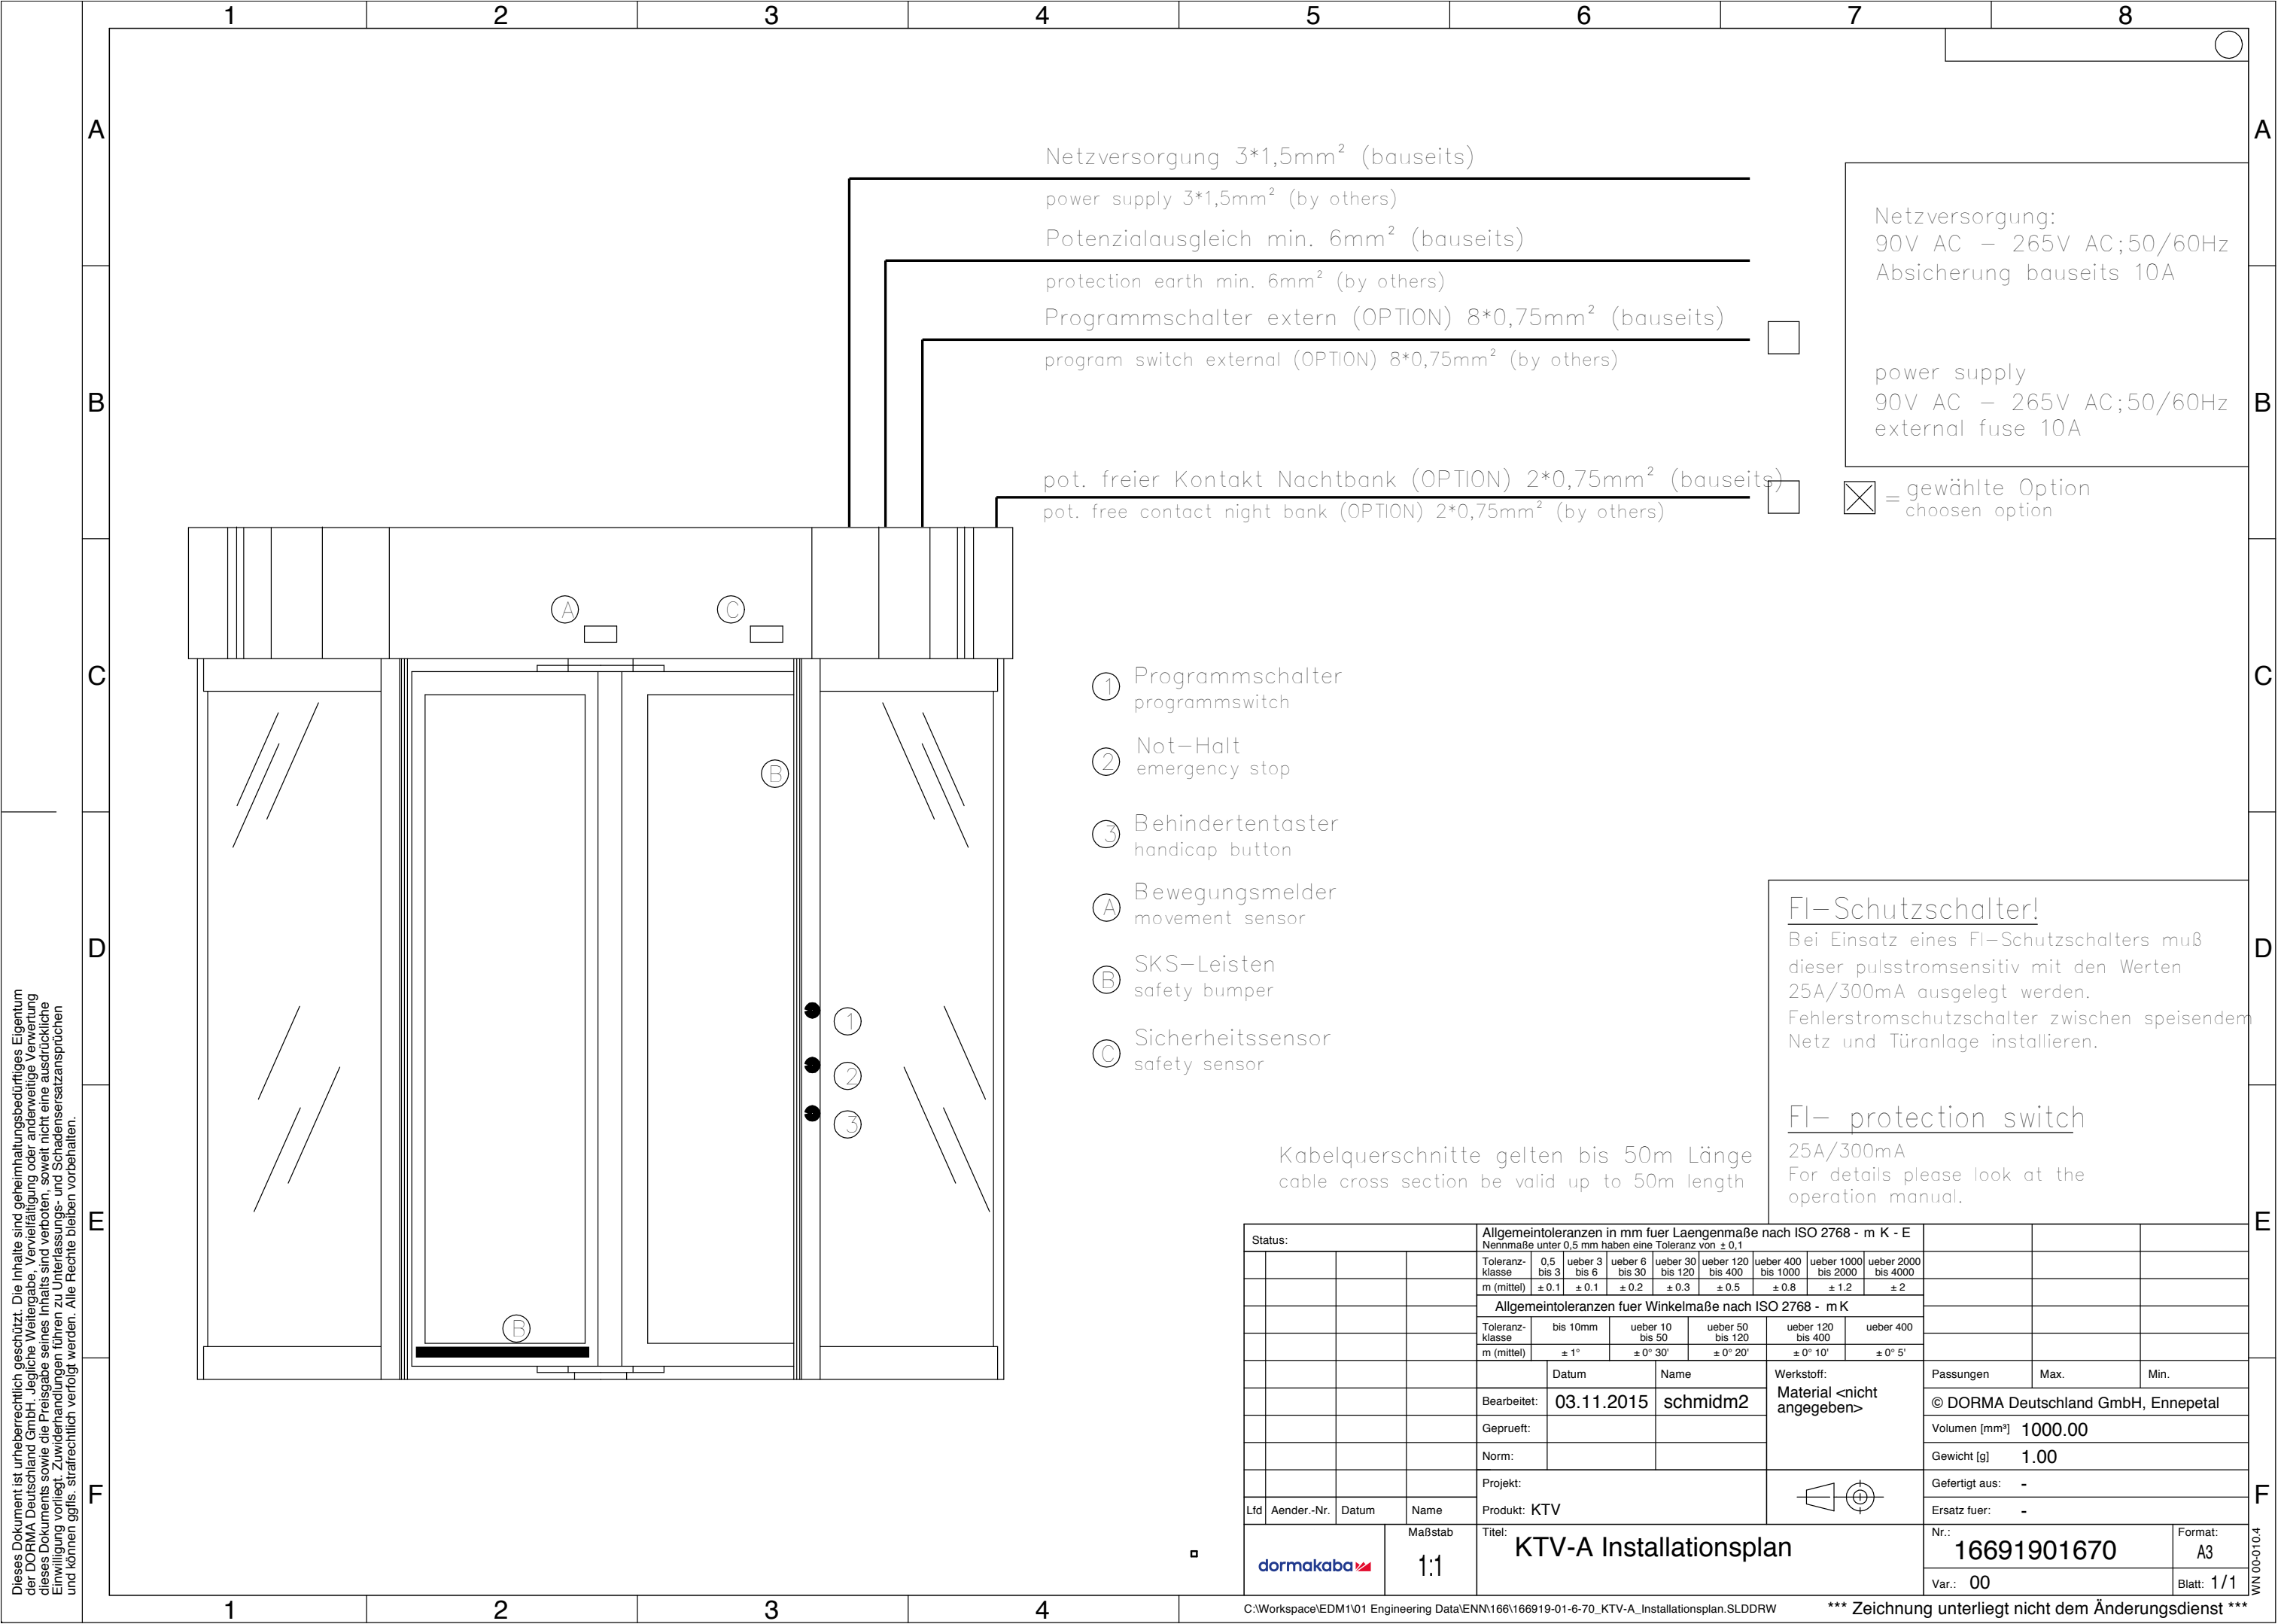 1 2 3 4 5 6 7 8
A A
Netzversorgung 3*1,5mm² (bauseits)
power supply 3*1,5mm² (by others)
Potenzialausgleich min. 6mm² (bauseits)
protection earth min. 6mm² (by others)
Programmschalter extern (OPTION) 8*0,75mm² (bauseits)
program switch external (OPTION) 8*0,75mm² (by others)
pot. freier Kontakt Nachtbank (OPTION) 2*0,75mm² (bauseits)
pot. free contact night bank (OPTION) 2*0,75mm² (by others)
Netzversorgung:
90V AC – 265V AC;50/60Hz
Absicherung bauseits 10A
power supply
90V AC – 265V AC;50/60Hz
external fuse 10A
= gewählte Option
choosen option
B B
A C
B
1
2
3
B
C C
1 Programmschalter
programmswitch
2 Not–Halt
emergency stop
3 Behindertentaster
handicap button
A Bewegungsmelder
movement sensor
B SKS–Leisten
safety bumper
C Sicherheitssensor
safety sensor
D D
FI–Schutzschalter!
Bei Einsatz eines FI–Schutzschalters muß
dieser pulsstromsensitiv mit den Werten
25A/300mA ausgelegt werden.
Fehlerstromschutzschalter zwischen speisendem
Netz und Türanlage installieren.
FI– protection switch
25A/300mA
For details please look at the
operation manual.
Kabelquerschnitte gelten bis 50m Länge
cable cross section be valid up to 50m length
E E
F F
Dieses Dokument ist urheberrechtlich geschützt. Die Inhalte sind geheimhaltungsbedürftiges Eigentum
der DORMA Deutschland GmbH. Jegliche Weitergabe, Vervielfältigung oder anderweitige Verwertung
dieses Dokuments sowie die Preisgabe seines Inhalts sind verboten, soweit nicht eine ausdrückliche
Einwilligung vorliegt. Zuwiderhandlungen führen zu Unterlassungs- und Schadensersatzansprüchen
und können ggfls. strafrechtlich verfolgt werden. Alle Rechte bleiben vorbehalten.
Status:
Allgemeintoleranzen in mm fuer Laengenmaße nach ISO 2768 - m K - E
Nennmaße unter 0,5 mm haben eine Toleranz von ± 0,1
Toleranz- 0,5 ueber 3 ueber 6 ueber 30 ueber 120 ueber 400 ueber 1000 ueber 2000
klasse bis 3 bis 6 bis 30 bis 120 bis 400 bis 1000 bis 2000 bis 4000
m (mittel) ± 0.1 ± 0.1 ± 0.2 ± 0.3 ± 0.5 ± 0.8 ± 1.2 ± 2
Allgemeintoleranzen fuer Winkelmaße nach ISO 2768 - m K
Toleranz- bis 10mm ueber 10 ueber 50 ueber 120 ueber 400
klasse bis 50 bis 120 bis 400
m (mittel) ± 1° ± 0° 30' ± 0° 20' ± 0° 10' ± 0° 5'
Datum Name Werkstoff: Passungen Max. Min.
Bearbeitet: 03.11.2015 schmidm2
Material <nicht
angegeben>
© DORMA Deutschland GmbH, Ennepetal
Geprueft:
Volumen [mm³] 1000.00
Norm:
Gewicht [g] 1.00
Projekt:
Gefertigt aus: -
Lfd Aender.-Nr. Datum Name
Produkt: KTV
Ersatz fuer: -
dormakaba
Maßstab
1:1
Titel: KTV-A Installationsplan
Nr.: 16691901670
Format: A3
Var.: 00
Blatt: 1/1
WN 00-010.4
C:\Workspace\EDM1\01 Engineering Data\ENN\166\166919-01-6-70_KTV-A_Installationsplan.SLDDRW
*** Zeichnung unterliegt nicht dem Änderungsdienst ***
1 2 3 4